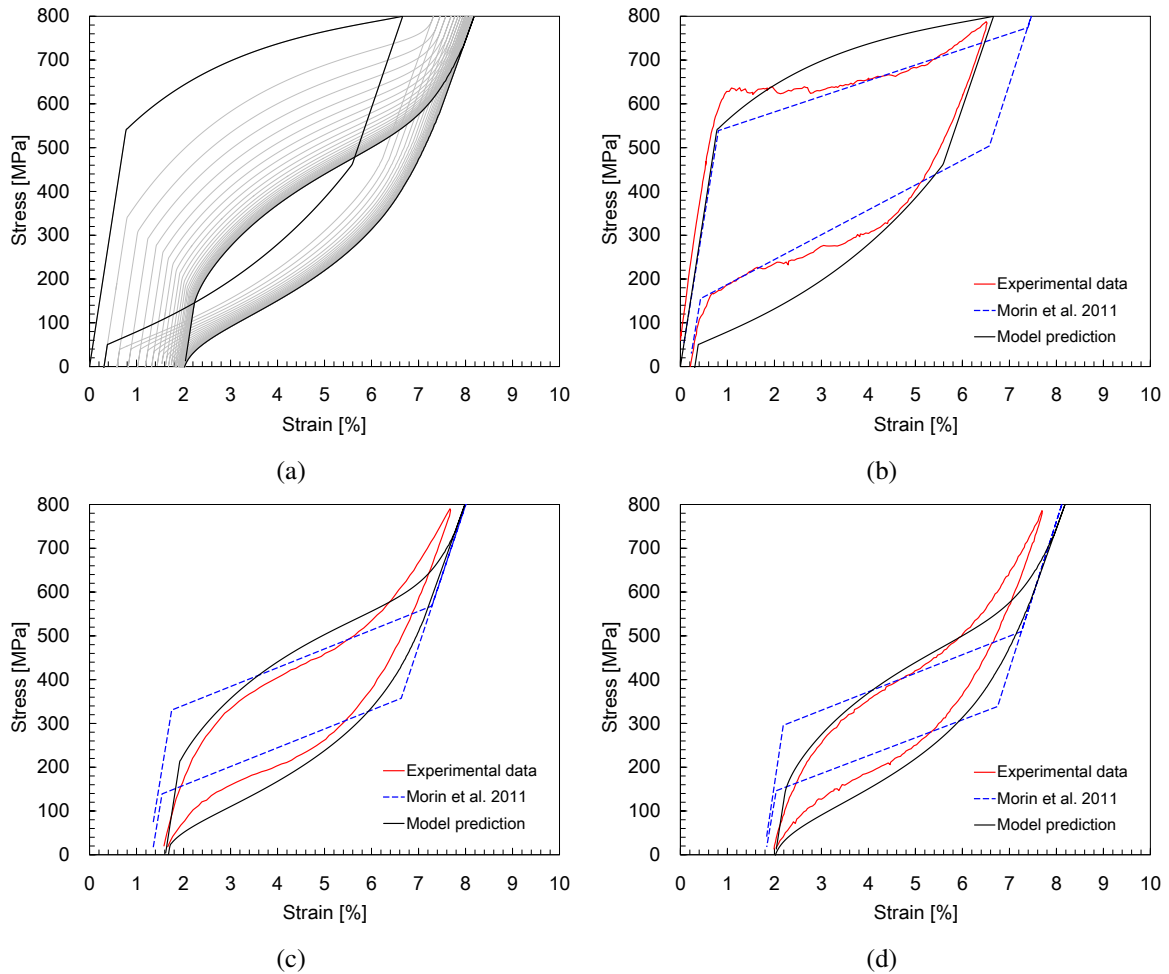 800
700
600
500
400
300
200
100
0
Stress [MPa]
0 1 2 3 4 5 6 7 8 9 10
Strain [%]
(a)
800
700
600
500
400
300
200
100
0
Stress [MPa]
Experimental data
Morin et al. 2011
Model prediction
0 1 2 3 4 5 6 7 8 9 10
Strain [%]
(b)
800
700
600
500
400
300
200
100
0
Stress [MPa]
Experimental data
Morin et al. 2011
Model prediction
0 1 2 3 4 5 6 7 8 9 10
Strain [%]
(c)
800
700
600
500
400
300
200
100
0
Stress [MPa]
Experimental data
Morin et al. 2011
Model prediction
0 1 2 3 4 5 6 7 8 9 10
Strain [%]
(d)